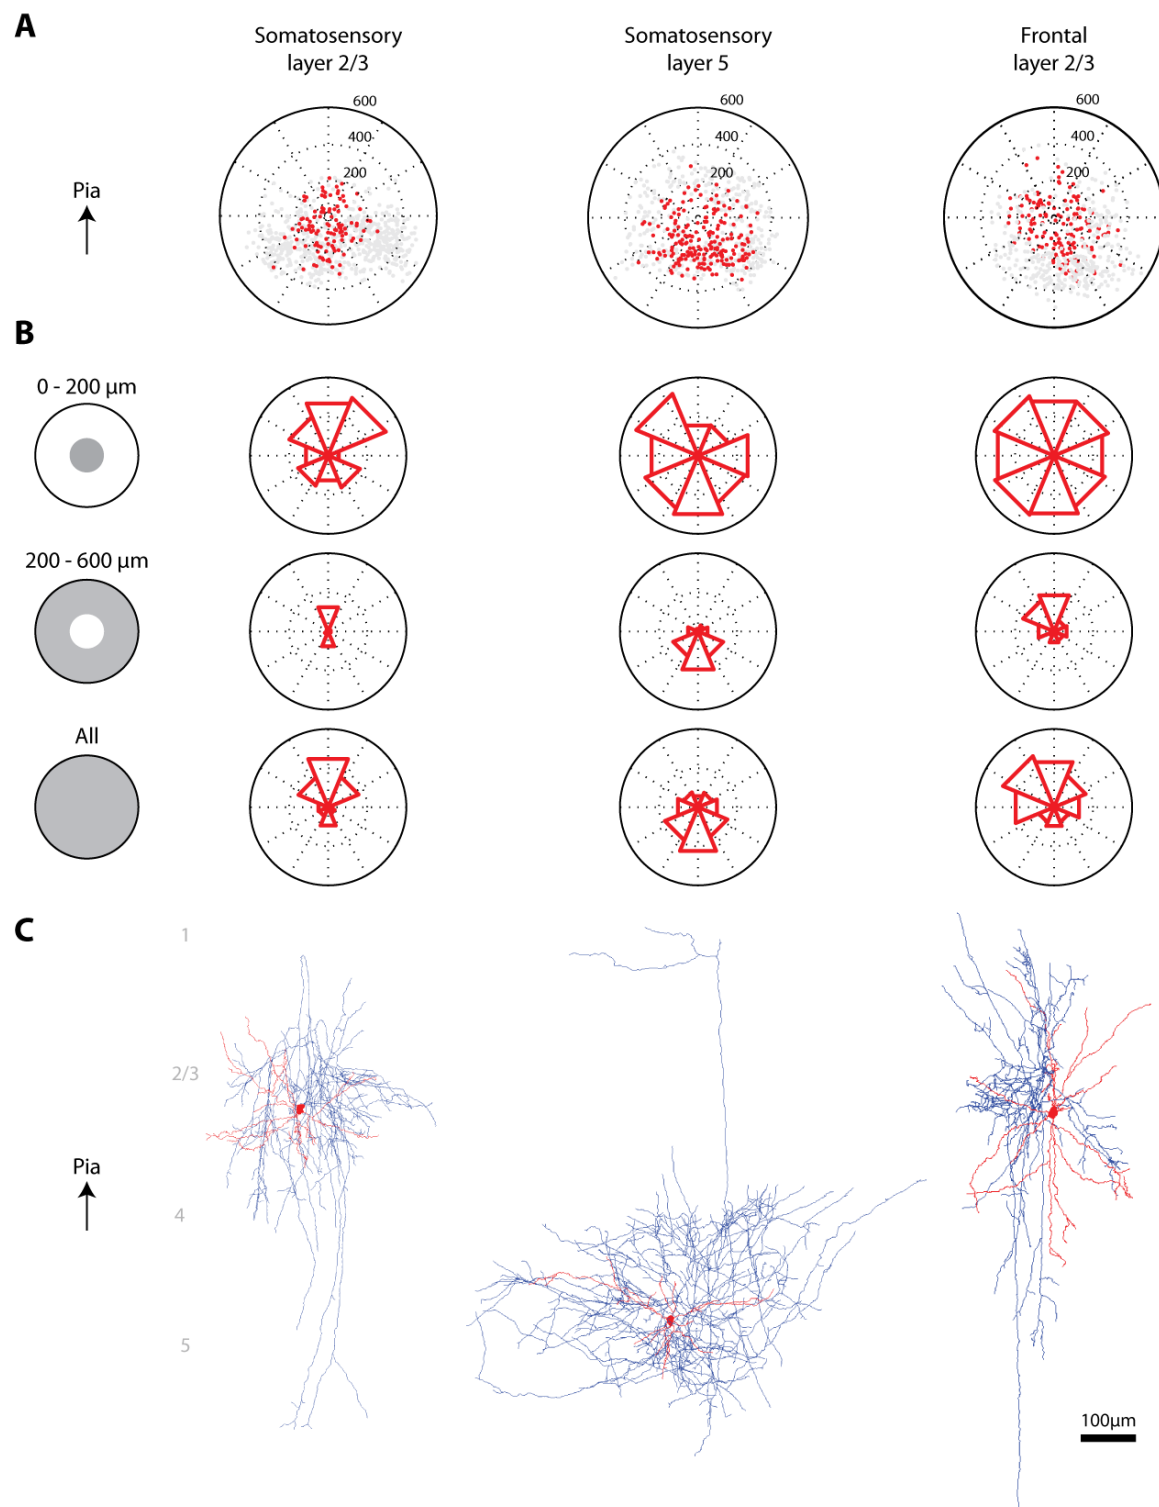 A
Somatosensory
layer 2/3
Somatosensory
layer 5
Frontal
layer 2/3
600
400
200
600
400
200
600
400
200
Pia
B
0 - 200 µm
200 - 600 µm
All
C
1
2/3
Pia
4
5
100µm